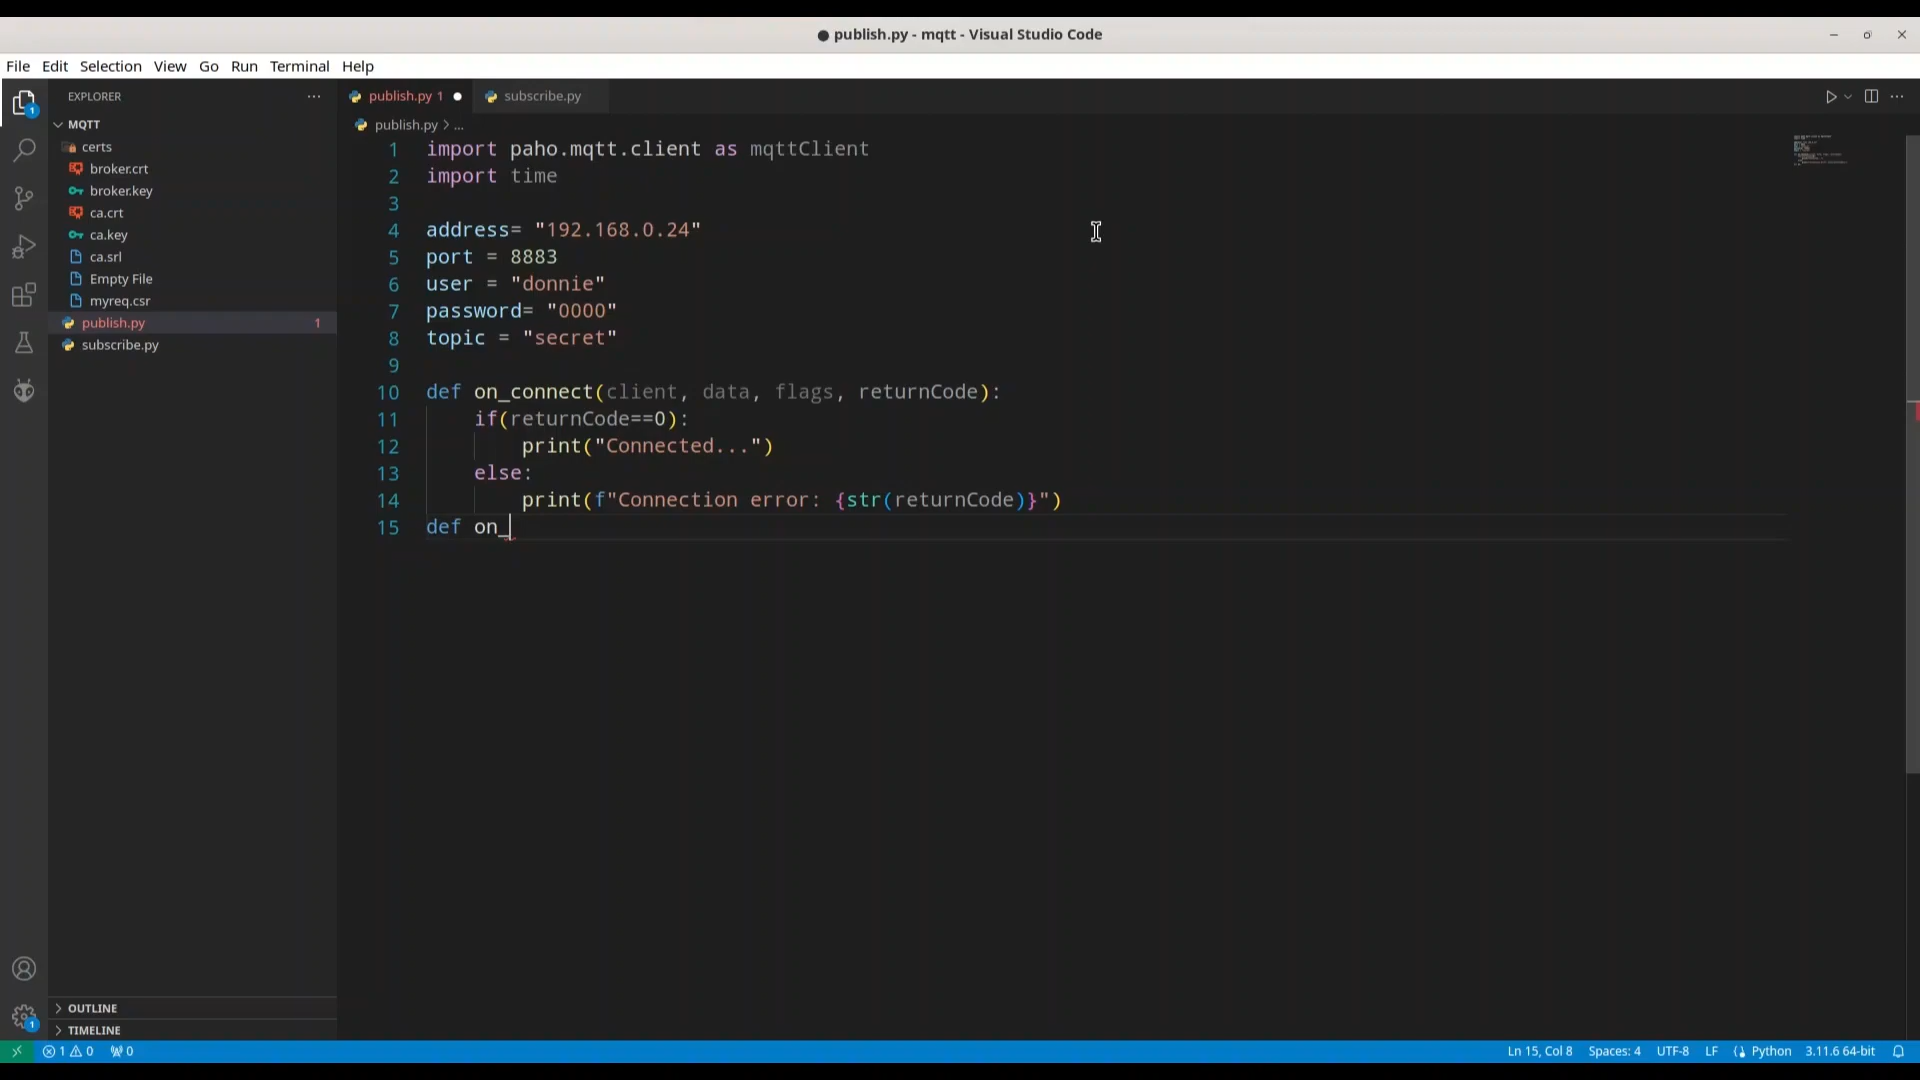 ● publish.py - mqtt - Visual Studio Code
File Edit Selection View Go Run Terminal Help
EXPLORER ...
MQTT
certs
broker.crt
broker.key
ca.crt
ca.key
ca.srl
Empty File
myreq.csr
publish.py 1
subscribe.py
OUTLINE
TIMELINE
1
1
publish.py 1 ● subscribe.py
publish.py > ...
1 import paho.mqtt.client as mqttClient
2 import time
3
4 address= "192.168.0.24"
5 port = 8883
6 user = "donnie"
7 password= "0000"
8 topic = "secret"
9
10 def on_connect(client, data, flags, returnCode):
11 if(returnCode==0):
12 print("Connected...")
13 else:
14 print(f"Connection error: {str(returnCode)}")
15 def on_
1 0 0 Ln 15, Col 8 Spaces: 4 UTF-8 LF Python 3.11.6 64-bit